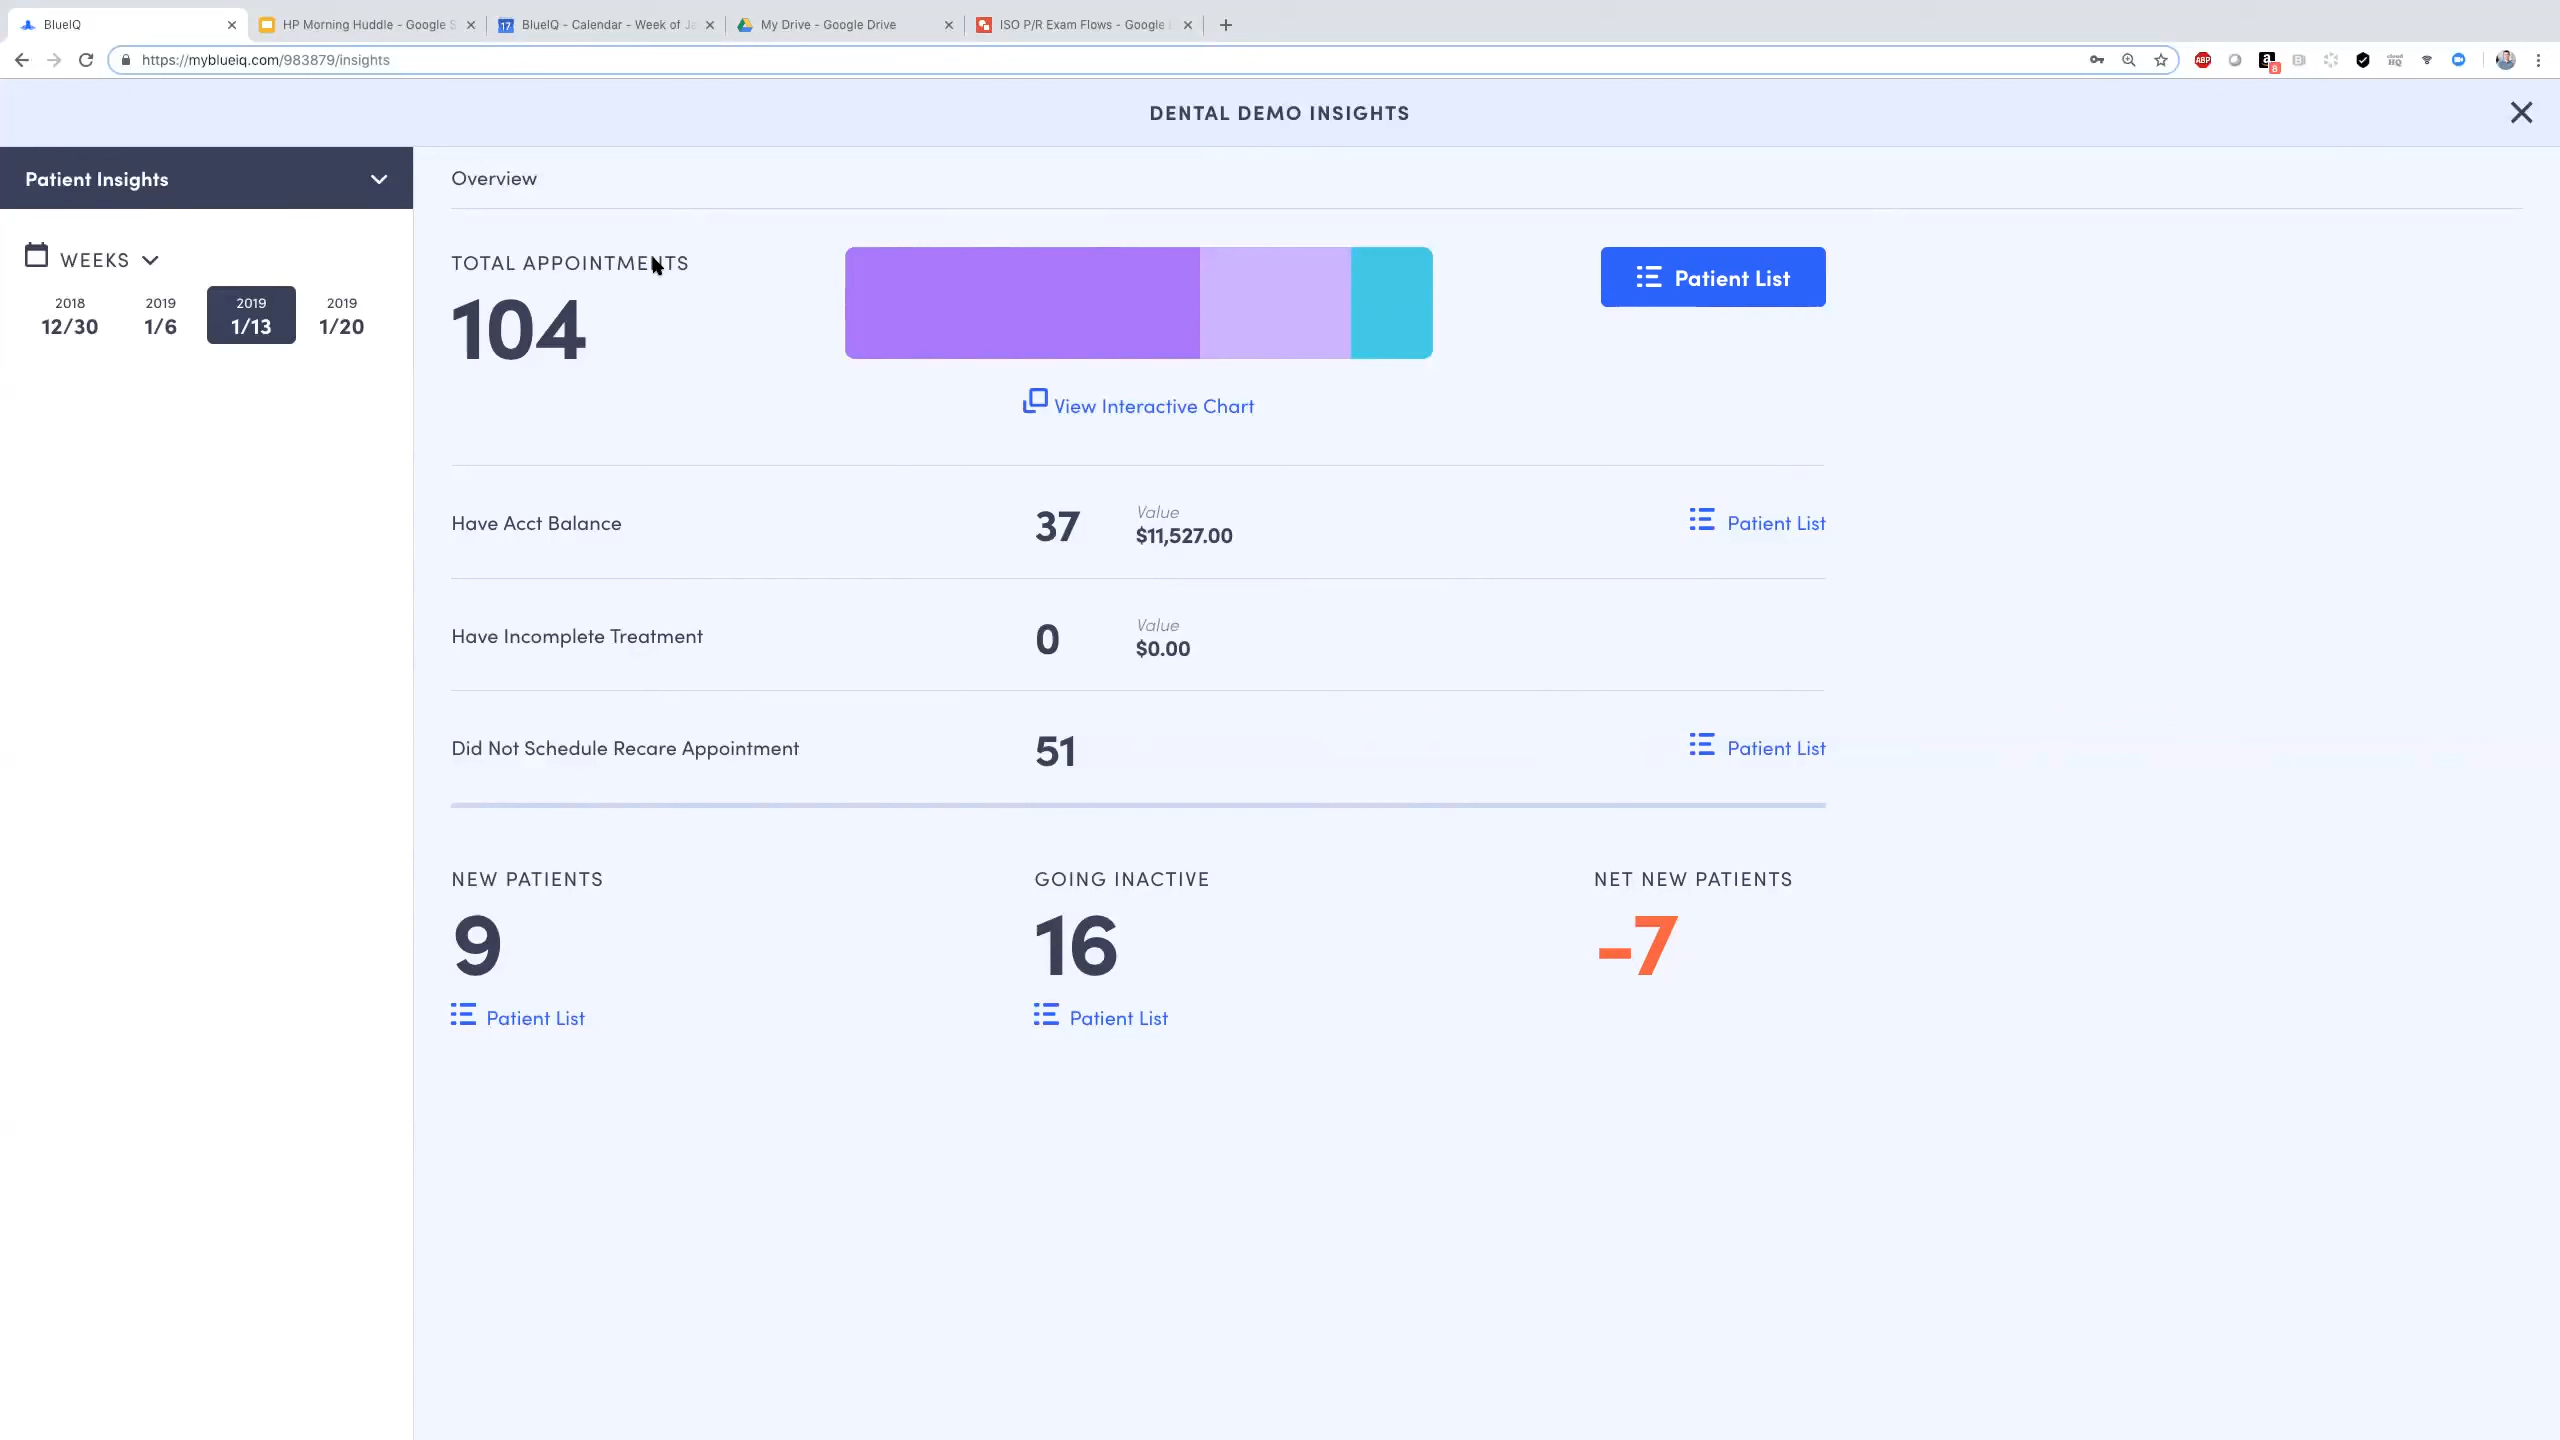 BlueIQ
HP Morning Huddle - Google S
17
BlueIQ - Calendar - Week of Ja
My Drive - Google Drive
ISO P/R Exam Flows - Google
https://myblueiq.com/983879/insights
ABP
a
8
HQ
DENTAL DEMO INSIGHTS
Patient Insights
Overview
WEEKS
2018
12/30
2019
1/6
2019
1/13
2019
1/20
TOTAL APPOINTMENTS
104
Patient List
View Interactive Chart
Have Acct Balance
37
Value
$11,527.00
Patient List
Have Incomplete Treatment
0
Value
$0.00
Did Not Schedule Recare Appointment
51
Patient List
NEW PATIENTS
9
Patient List
GOING INACTIVE
16
Patient List
NET NEW PATIENTS
-7